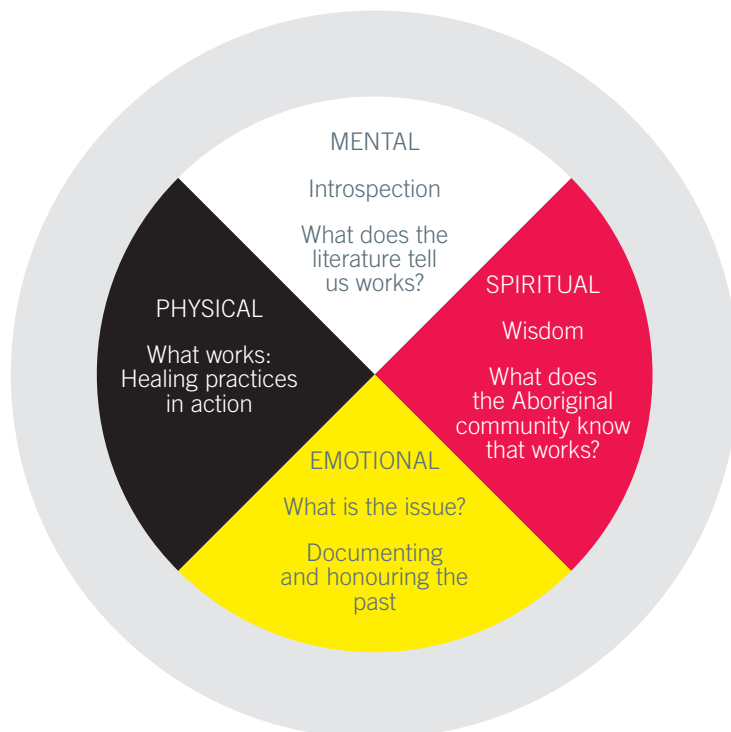 MENTAL
Introspection
What does the
literature tell
us works?
SPIRITUAL
Wisdom
What does
the Aboriginal
community know
that works?
EMOTIONAL
What is the issue?
Documenting
and honouring the
past
PHYSICAL
What works:
Healing practices
in action